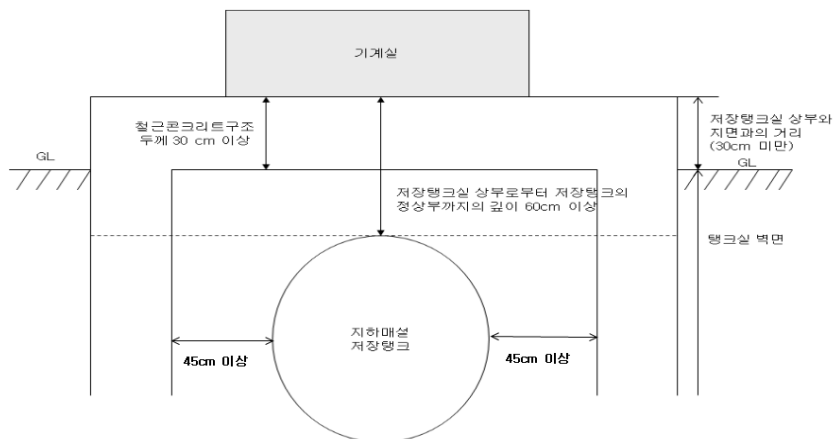 기계실
철근콘크리트구조
두께 30 cm 이상
저장탱크실 상부와
지면과의 거리
(30cm 미만)
GL
GL
저장탱크실 상부로부터 저장탱크의
정상부까지의 깊이 60cm 이상
탱크실 벽면
지하매설
저장탱크
45cm 이상
45cm 이상